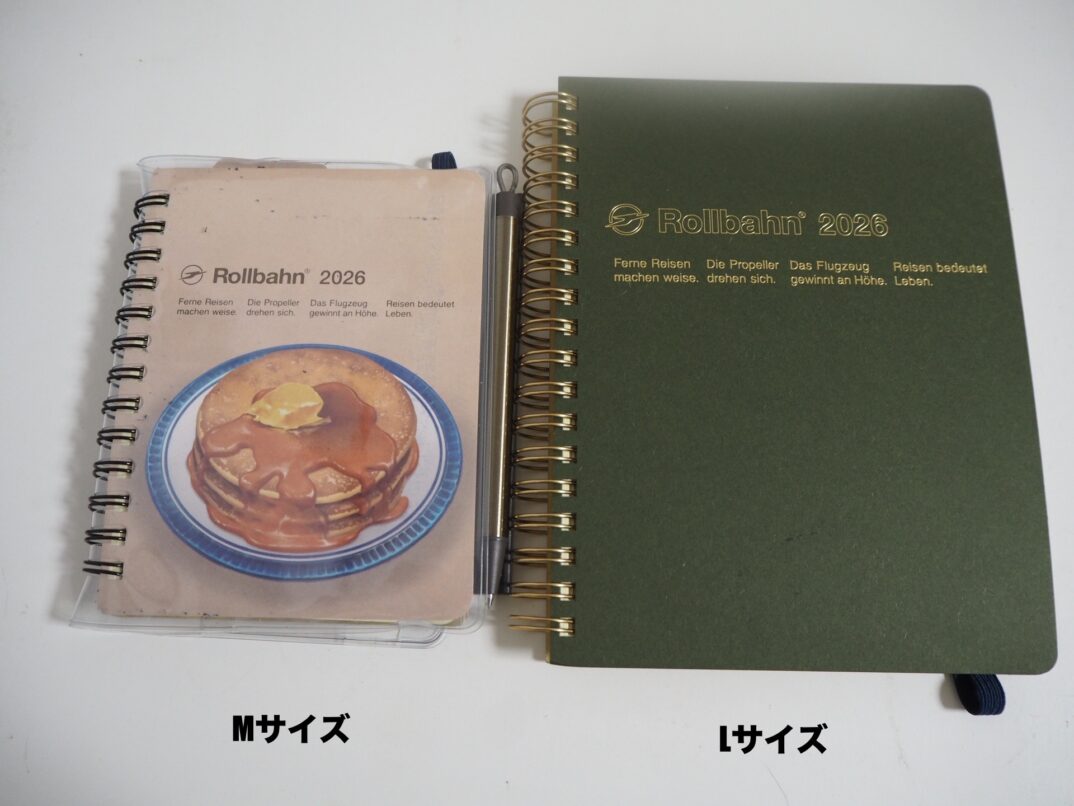 Rollbahn® 2026
Ferne Reisen machen weise.
Die Propeller drehen sich.
Das Flugzeug gewinnt an Höhe.
Reisen bedeutet Leben.
Rollbahn® 2026
Ferne Reisen machen weise.
Die Propeller drehen sich.
Das Flugzeug gewinnt an Höhe.
Reisen bedeutet Leben.
Mサイズ
Lサイズ